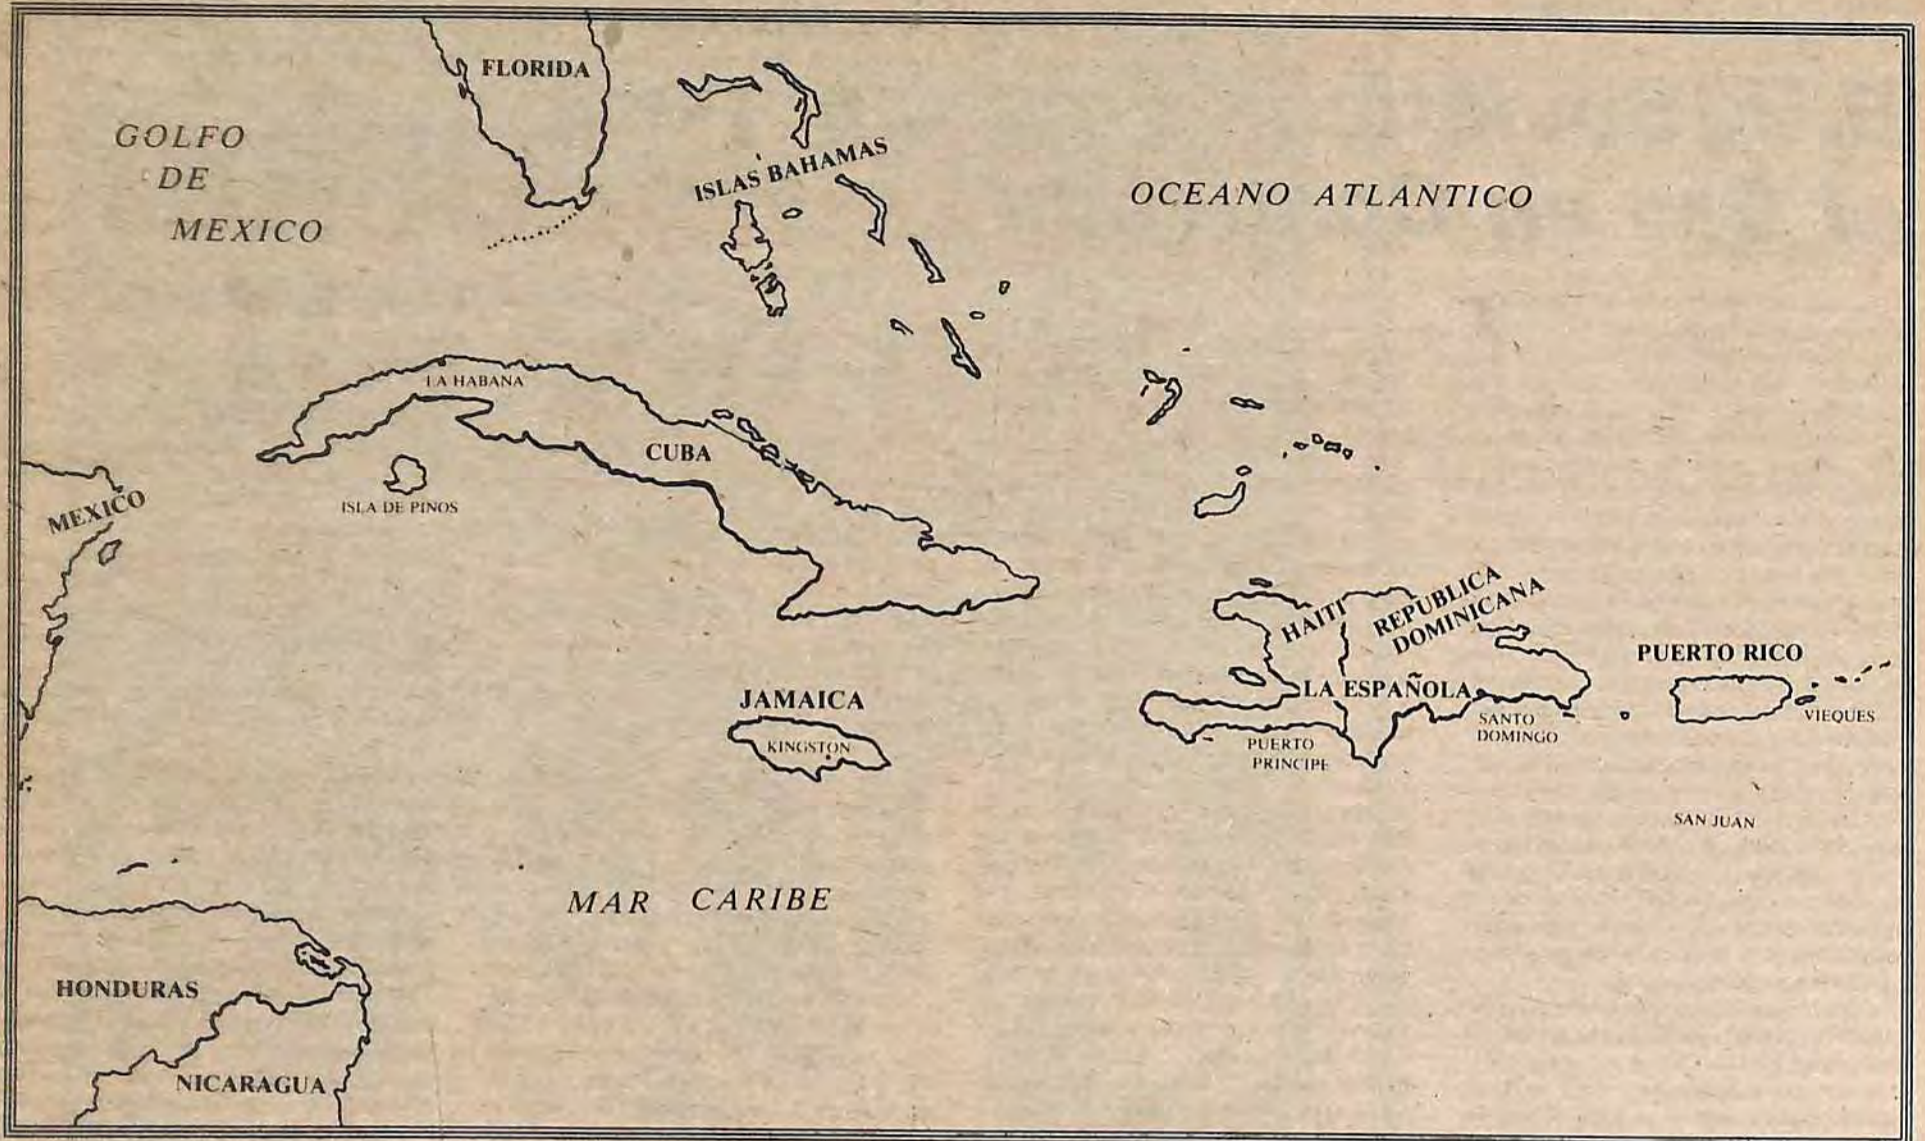 FLORIDA
GOLFO
DE
MEXICO
ISLAS BAHAMAS
OCEANO ATLANTICO
LA HABANA
CUBA
ISLA DE PINOS
MEXICO
HAITI
REPUBLICA
DOMINICANA
PUERTO RICO
LA ESPAÑOLA
JAMAICA
KINGSTON
SANTO
DOMINGO
VIEQUES
PUERTO
PRINCIPE
SAN JUAN
MAR CARIBE
HONDURAS
NICARAGUA